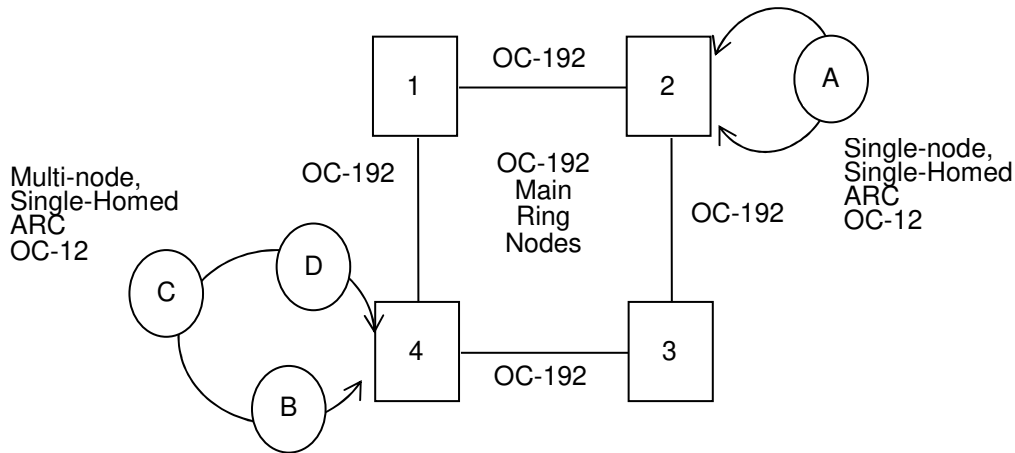 OC-192
1
2
A
OC-192
OC-192
Main
Ring
Nodes
Single-node,
Single-Homed
ARC
OC-12
Multi-node,
Single-Homed
ARC
OC-12
OC-192
D
C
4
3
OC-192
B